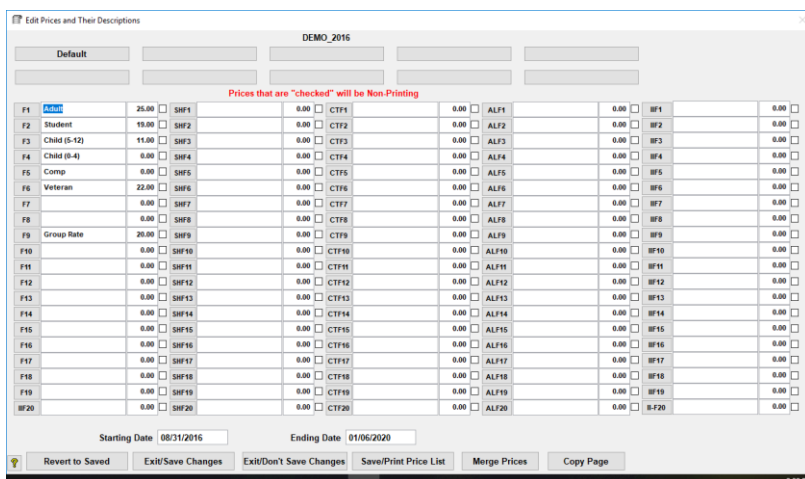 Edit Prices and Their Descriptions
DEMO_2016
Default
Prices that are "checked" will be Non-Printing
F1 Adult 25.00 SHF1 0.00 CTF1 0.00 ALF1 0.00 IIF1 0.00
F2 Student 19.00 SHF2 0.00 CTF2 0.00 ALF2 0.00 IIF2 0.00
F3 Child (5-12) 11.00 SHF3 0.00 CTF3 0.00 ALF3 0.00 IIF3 0.00
F4 Child (0-4) 0.00 SHF4 0.00 CTF4 0.00 ALF4 0.00 IIF4 0.00
F5 Comp 0.00 SHF5 0.00 CTF5 0.00 ALF5 0.00 IIF5 0.00
F6 Veteran 22.00 SHF6 0.00 CTF6 0.00 ALF6 0.00 IIF6 0.00
F7 0.00 SHF7 0.00 CTF7 0.00 ALF7 0.00 IIF7 0.00
F8 0.00 SHF8 0.00 CTF8 0.00 ALF8 0.00 IIF8 0.00
F9 Group Rate 20.00 SHF9 0.00 CTF9 0.00 ALF9 0.00 IIF9 0.00
F10 0.00 SHF10 0.00 CTF10 0.00 ALF10 0.00 IIF10 0.00
F11 0.00 SHF11 0.00 CTF11 0.00 ALF11 0.00 IIF11 0.00
F12 0.00 SHF12 0.00 CTF12 0.00 ALF12 0.00 IIF12 0.00
F13 0.00 SHF13 0.00 CTF13 0.00 ALF13 0.00 IIF13 0.00
F14 0.00 SHF14 0.00 CTF14 0.00 ALF14 0.00 IIF14 0.00
F15 0.00 SHF15 0.00 CTF15 0.00 ALF15 0.00 IIF15 0.00
F16 0.00 SHF16 0.00 CTF16 0.00 ALF16 0.00 IIF16 0.00
F17 0.00 SHF17 0.00 CTF17 0.00 ALF17 0.00 IIF17 0.00
F18 0.00 SHF18 0.00 CTF18 0.00 ALF18 0.00 IIF18 0.00
F19 0.00 SHF19 0.00 CTF19 0.00 ALF19 0.00 IIF19 0.00
IIF20 0.00 SHF20 0.00 CTF20 0.00 ALF20 0.00 II-F20 0.00
Starting Date 08/31/2016 Ending Date 01/06/2020
? Revert to Saved Exit/Save Changes Exit/Don't Save Changes Save/Print Price List Merge Prices Copy Page